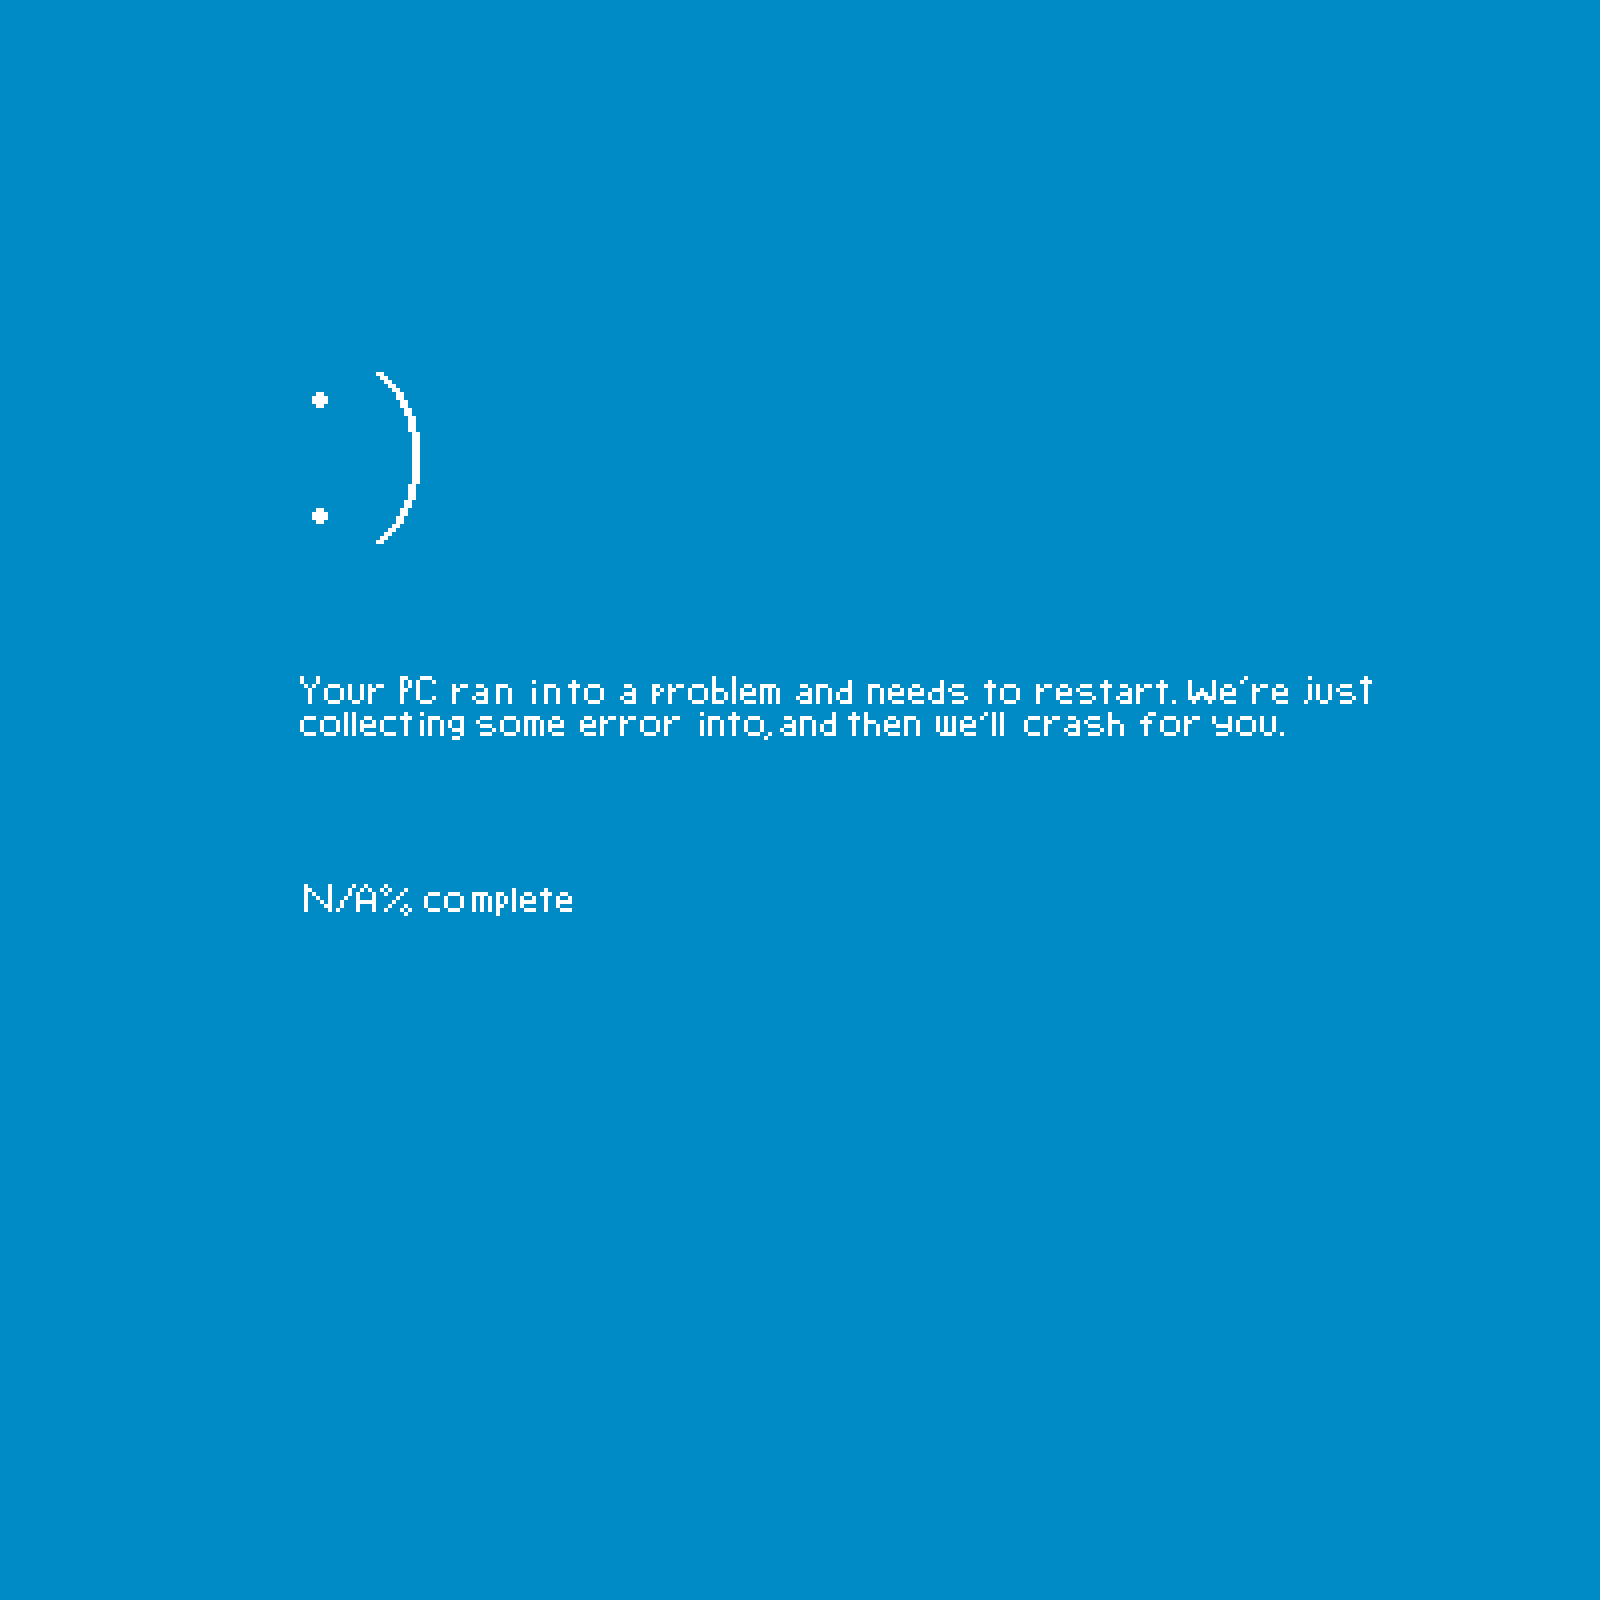 :)
Your PC ran into a problem and needs to restart. We're just
collecting some error into, and then we'll crash for you.
N/A% complete